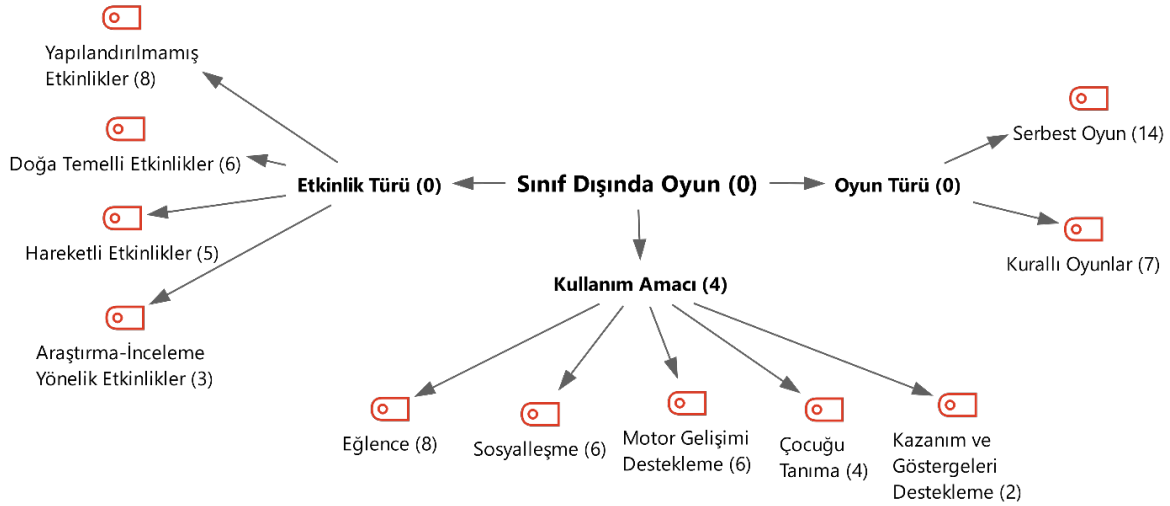 Yapılandırılmamış
Etkinlikler (8)
Doğa Temelli Etkinlikler (6)
Hareketli Etkinlikler (5)
Araştırma-İnceleme
Yönelik Etkinlikler (3)
Etkinlik Türü (0)
Sınıf Dışında Oyun (0)
Oyun Türü (0)
Serbest Oyun (14)
Kurallı Oyunlar (7)
Kullanım Amacı (4)
Eğlence (8)
Sosyalleşme (6)
Motor Gelişimi
Destekleme (6)
Çocuğu
Tanıma (4)
Kazanım ve
Göstergeleri
Destekleme (2)